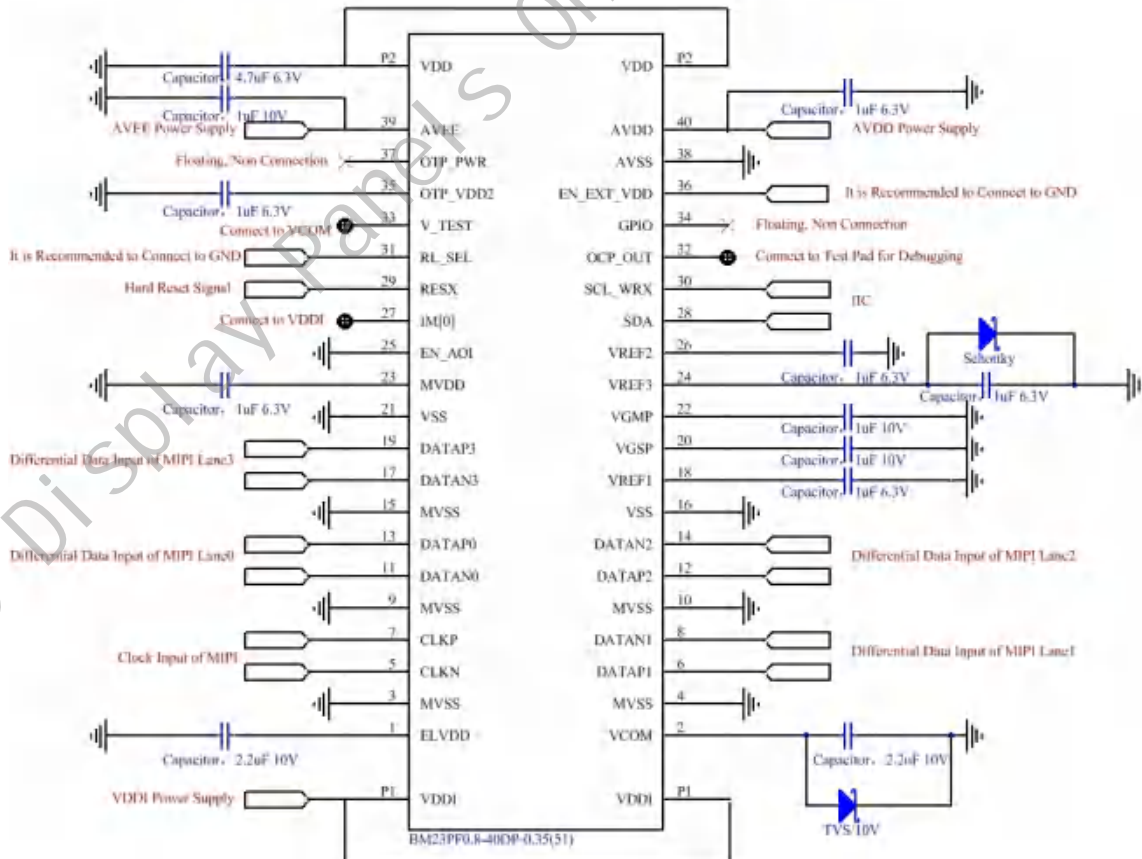 P2 VDD VDD P2
Capacitor, 4.7uF 6.3V
Capacitor, 1uF 10V
Capacitor, 1uF 6.3V
AVEE Power Supply 39 AVEE AVDD 40 AVDD Power Supply
Floating, Non Connection 37 OTP_PWR AVSS 38
35 OTP_VDD2 EN_EXT_VDD 36 It is Recommended to Connect to GND
Capacitor, 1uF 6.3V
Connect to VCOM 33 V_TEST GPIO 34 Floating, Non Connection
It is Recommended to Connect to GND 31 RL_SEL OCP_OUT 32 Connect to Test Pad for Debugging
Hard Reset Signal 29 RESX SCL_WRX 30
IIC
Connect to VDDI 27 IM[0] SDA 28
25 EN_AOI VREF2 26
Schottky
Capacitor, 1uF 6.3V
23 MVDD VREF3 24
Capacitor, 1uF 6.3V
Capacitor, 1uF 6.3V
21 VSS VGMP 22
Capacitor, 1uF 10V
19 DATAP3 VGSP 20
Differential Data Input of MIPI Lane3
Capacitor, 1uF 10V
17 DATAN3 VREF1 18
Capacitor, 1uF 6.3V
15 MVSS VSS 16
13 DATAP0 DATAN2 14
Differential Data Input of MIPI Lane0 Differential Data Input of MIPI Lane2
11 DATAN0 DATAP2 12
9 MVSS MVSS 10
7 CLKP DATAN1 8
Clock Input of MIPI Differential Data Input of MIPI Lane1
5 CLKN DATAP1 6
3 MVSS MVSS 4
1 ELVDD VCOM 2
Capacitor, 2.2uF 10V Capacitor, 2.2uF 10V
VDDI Power Supply P1 VDDI VDDI P1
TVS/10V
BM23PF0.8-40DP-0.35(51)
Display Panels